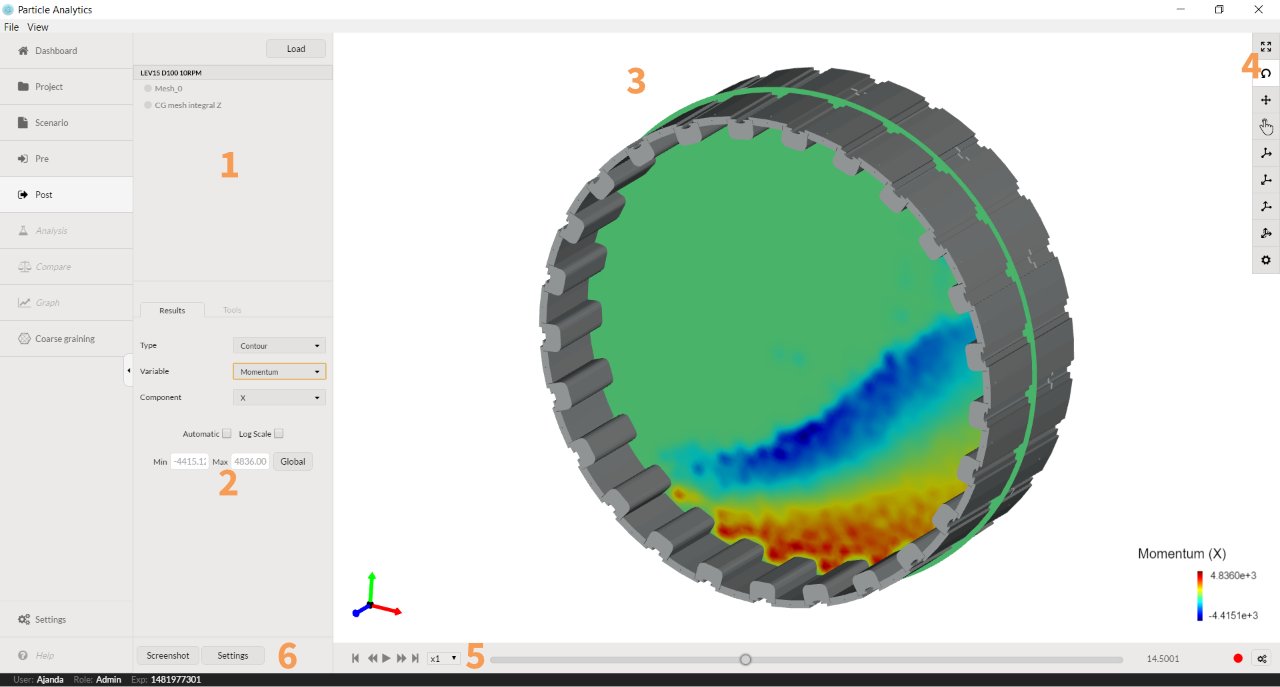 Particle Analytics
File View
Dashboard
Project
Scenario
Pre
Post
Analysis
Compare
Graph
Coarse graining
Settings
Help
Load
LEV15 D100 10RPM
Mesh_0
CG mesh integral Z
1
Results Tools
Type Contour
Variable Momentum
Component X
Automatic Log Scale
Min -4415.12 Max 4836.00 Global
2
Screenshot Settings 6
3
4
Momentum (X)
4.8360e+3
-4.4151e+3
x1 5 14.5001
User: Ajanda Role: Admin Exp: 1481977301